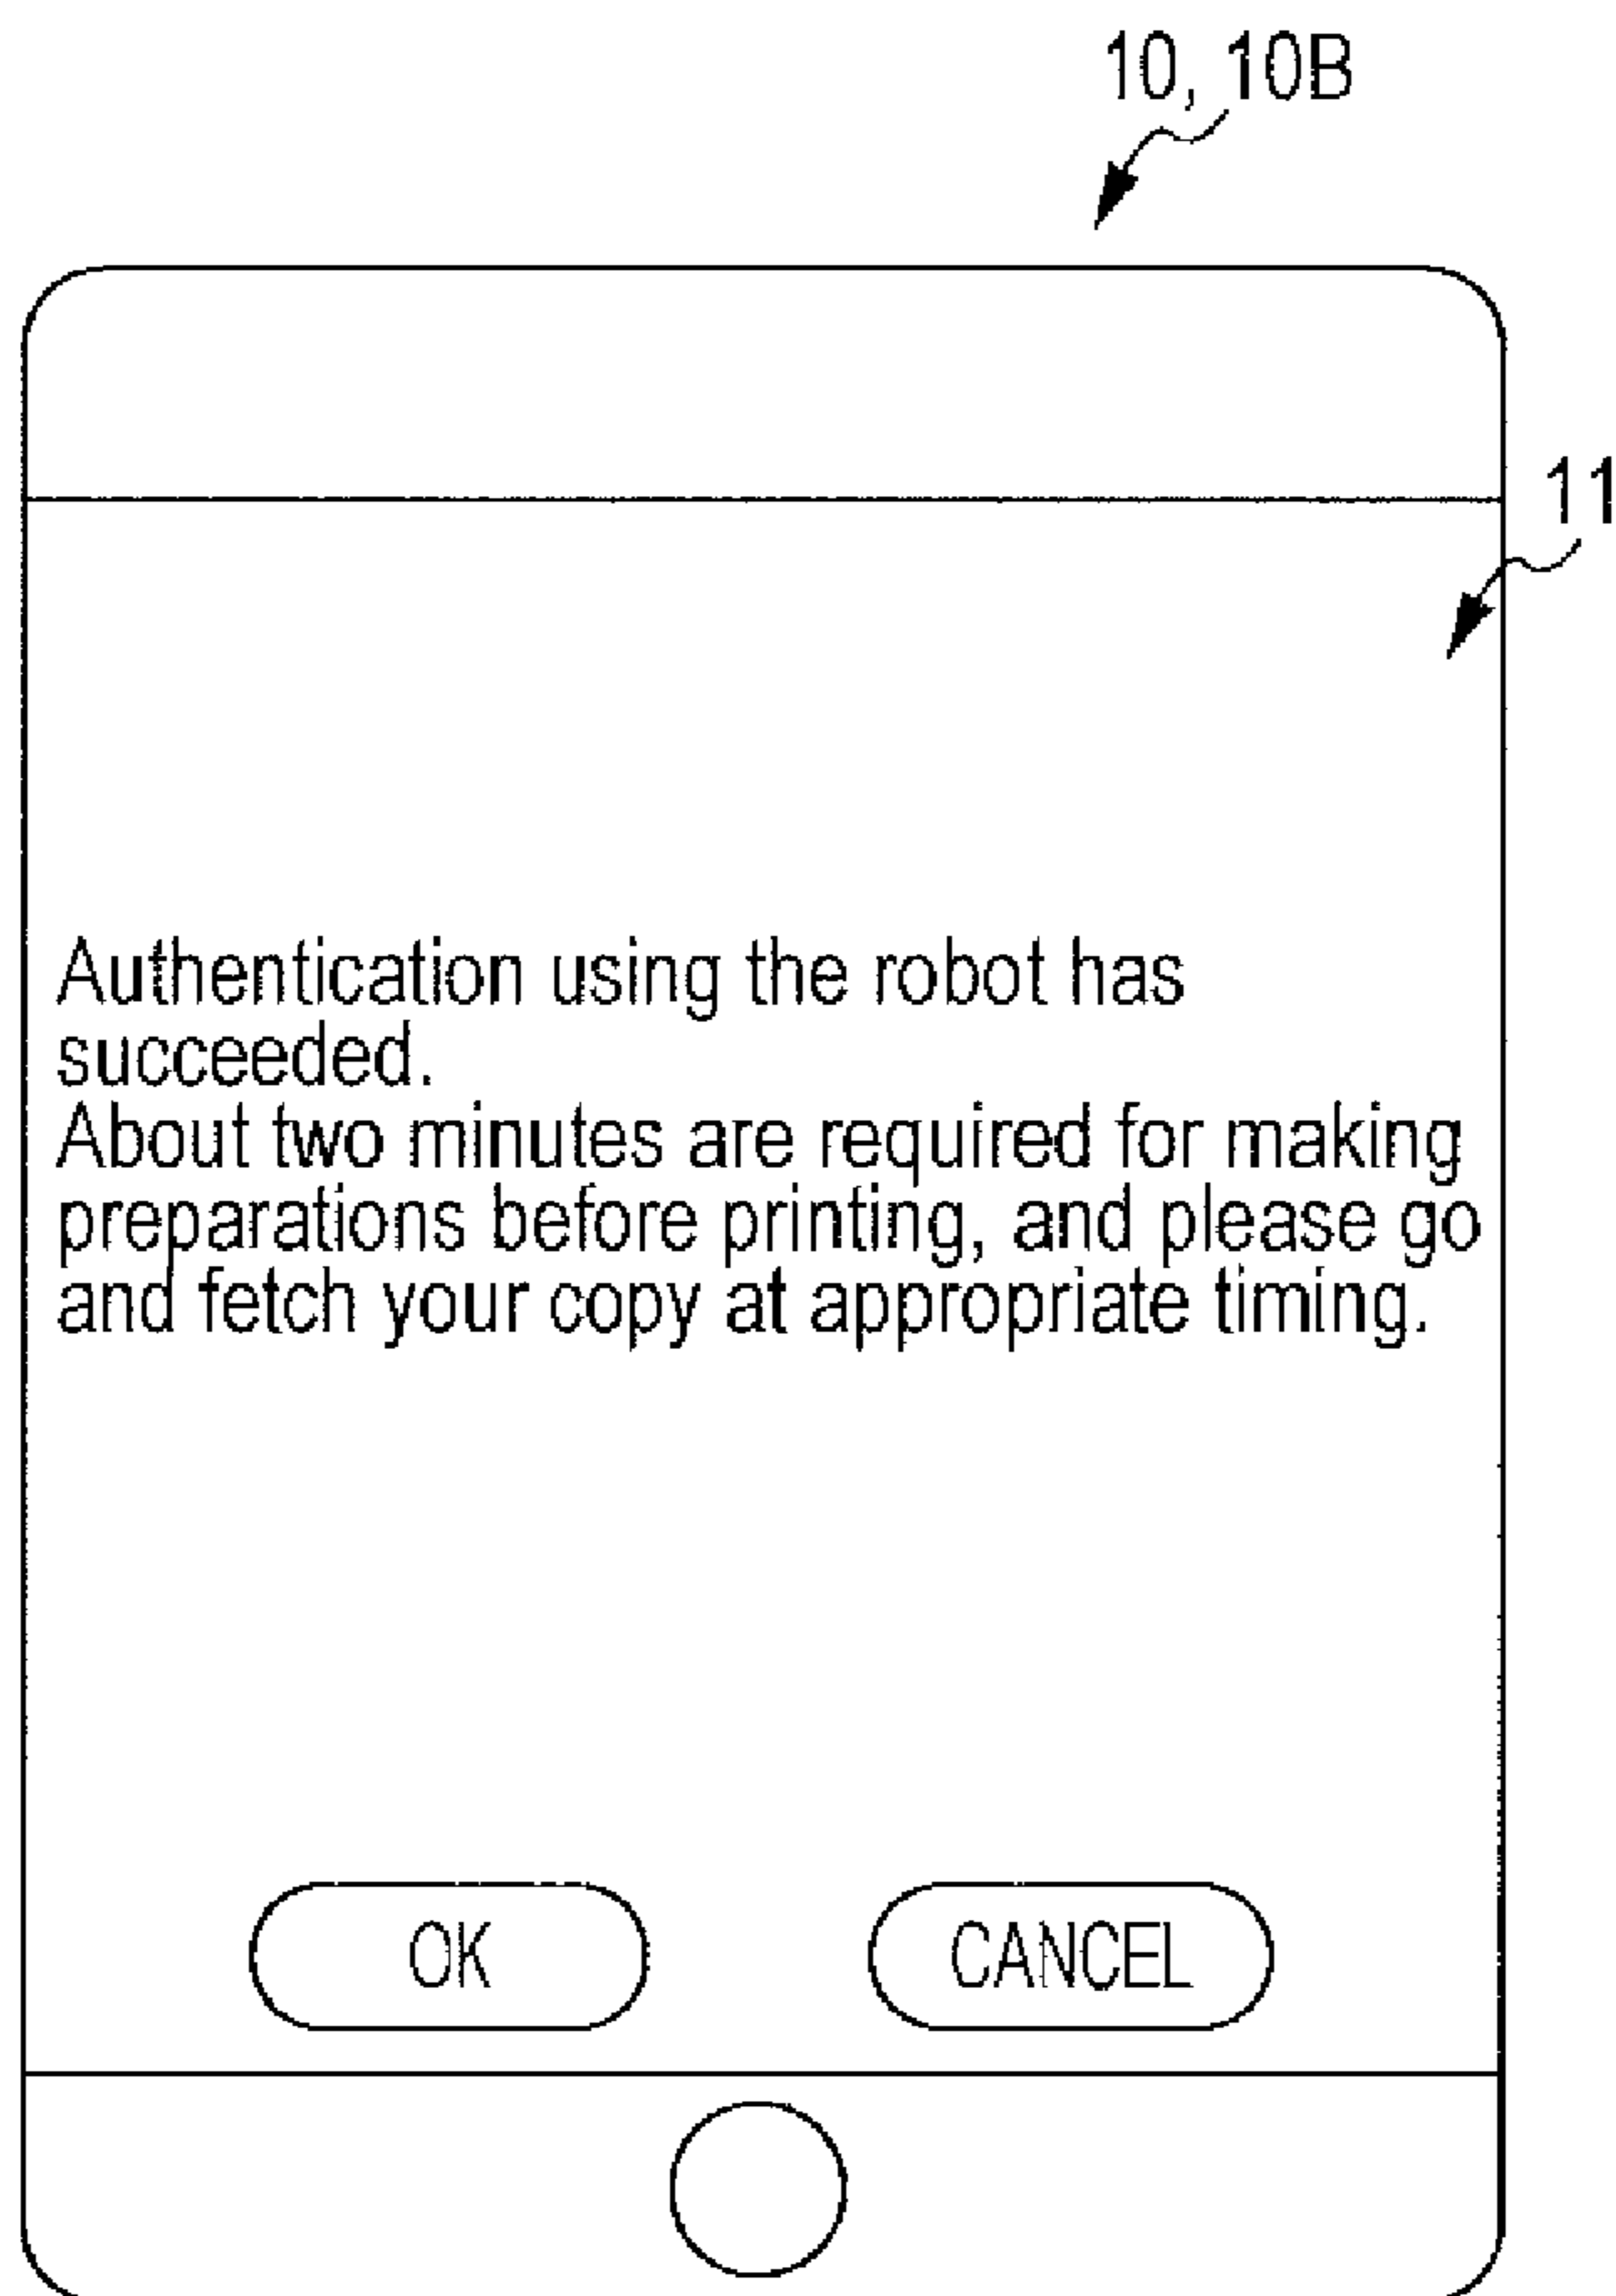 10, 10B
11
Authentication using the robot has
succeeded.
About two minutes are required for making
preparations before printing, and please go
and fetch your copy at appropriate timing.
OK
CANCEL